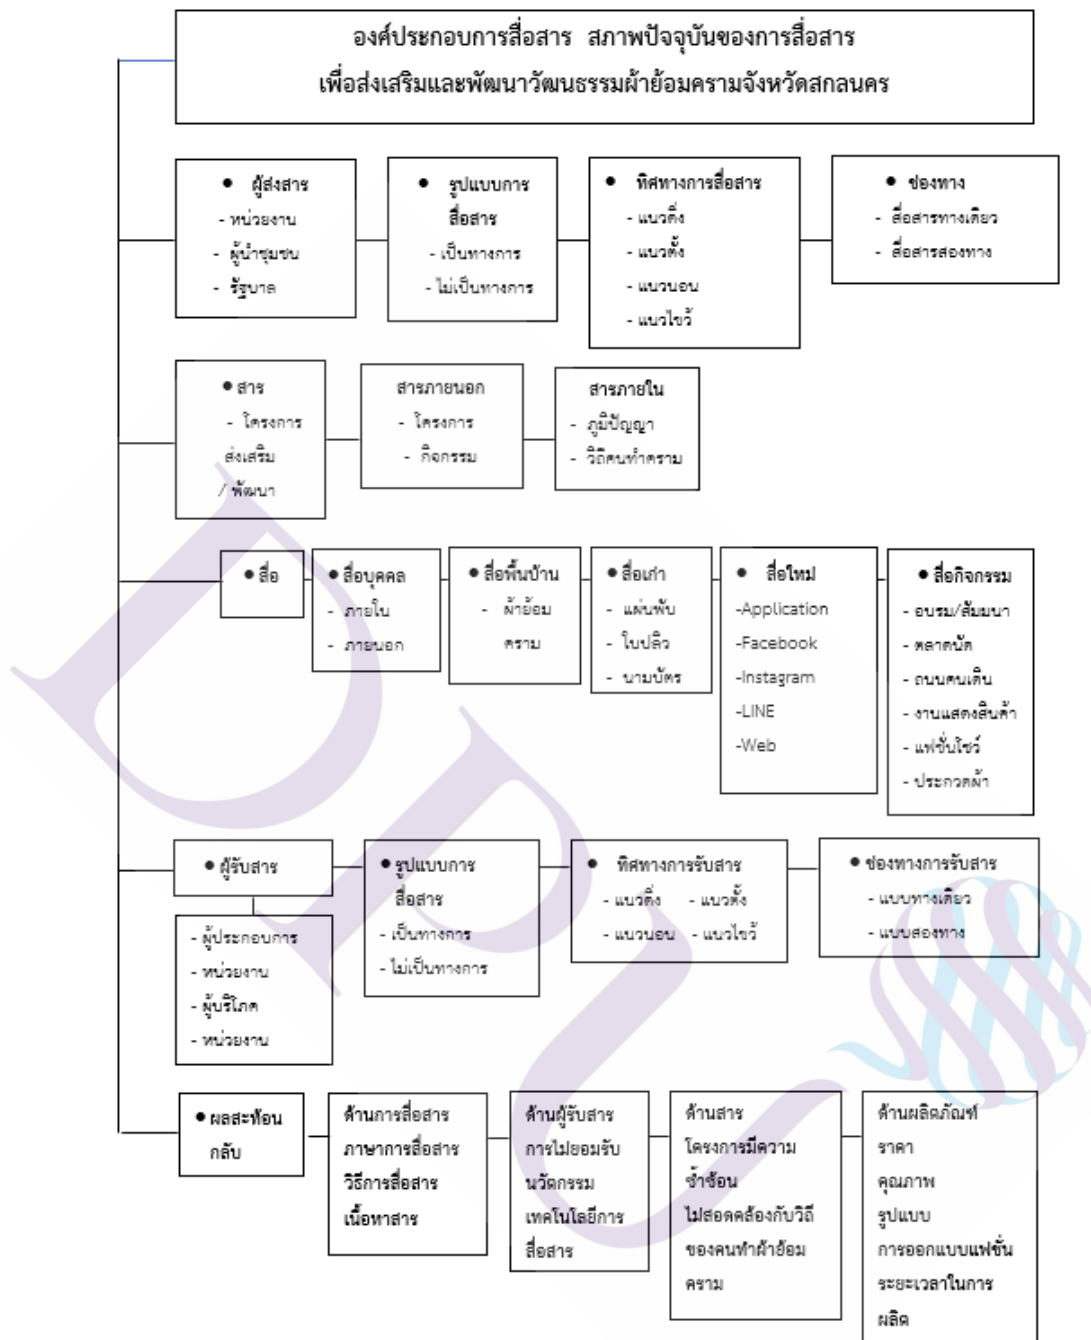 องค์ประกอบการสื่อสาร สภาพปัจจุบันของการสื่อสาร
เพื่อส่งเสริมและพัฒนาวัฒนธรรมผ้าย้อมครามจังหวัดสกลนคร
● ผู้ส่งสาร
- หน่วยงาน
- ผู้นำชุมชน
- รัฐบาล
● รูปแบบการ
สื่อสาร
- เป็นทางการ
- ไม่เป็นทางการ
● ทิศทางการสื่อสาร
- แนวดิ่ง
- แนวตั้ง
- แนวนอน
- แนวไขว้
● ช่องทาง
- สื่อสารทางเดียว
- สื่อสารสองทาง
● สาร
- โครงการ
ส่งเสริม
/ พัฒนา
สารภายนอก
- โครงการ
- กิจกรรม
สารภายใน
- ภูมิปัญญา
- วิถีคนทำคราม
● สื่อ
● สื่อบุคคล
- ภายใน
- ภายนอก
● สื่อพื้นบ้าน
- ผ้าย้อม
คราม
● สื่อเก่า
- แผ่นพับ
- ใบปลิว
- นามบัตร
● สื่อใหม่
-Application
-Facebook
-Instagram
-LINE
-Web
● สื่อกิจกรรม
- อบรม/สัมมนา
- ตลาดนัด
- ถนนคนเดิน
- งานแสดงสินค้า
- แฟชั่นโชว์
- ประกวดผ้า
● ผู้รับสาร
- ผู้ประกอบการ
- หน่วยงาน
- ผู้บริโภค
- หน่วยงาน
● รูปแบบการ
สื่อสาร
- เป็นทางการ
- ไม่เป็นทางการ
● ทิศทางการรับสาร
- แนวดิ่ง - แนวตั้ง
- แนวนอน - แนวไขว้
● ช่องทางการรับสาร
- แบบทางเดียว
- แบบสองทาง
● ผลสะท้อน
กลับ
ด้านการสื่อสาร
ภาษาการสื่อสาร
วิธีการสื่อสาร
เนื้อหาสาร
ด้านผู้รับสาร
การไม่ยอมรับ
นวัตกรรม
เทคโนโลยีการ
สื่อสาร
ด้านสาร
โครงการมีความ
ซ้ำซ้อน
ไม่สอดคล้องกับวิถี
ของคนทำผ้าย้อม
คราม
ด้านผลิตภัณฑ์
ราคา
คุณภาพ
รูปแบบ
การออกแบบแฟชั่น
ระยะเวลาในการ
ผลิต
DPU